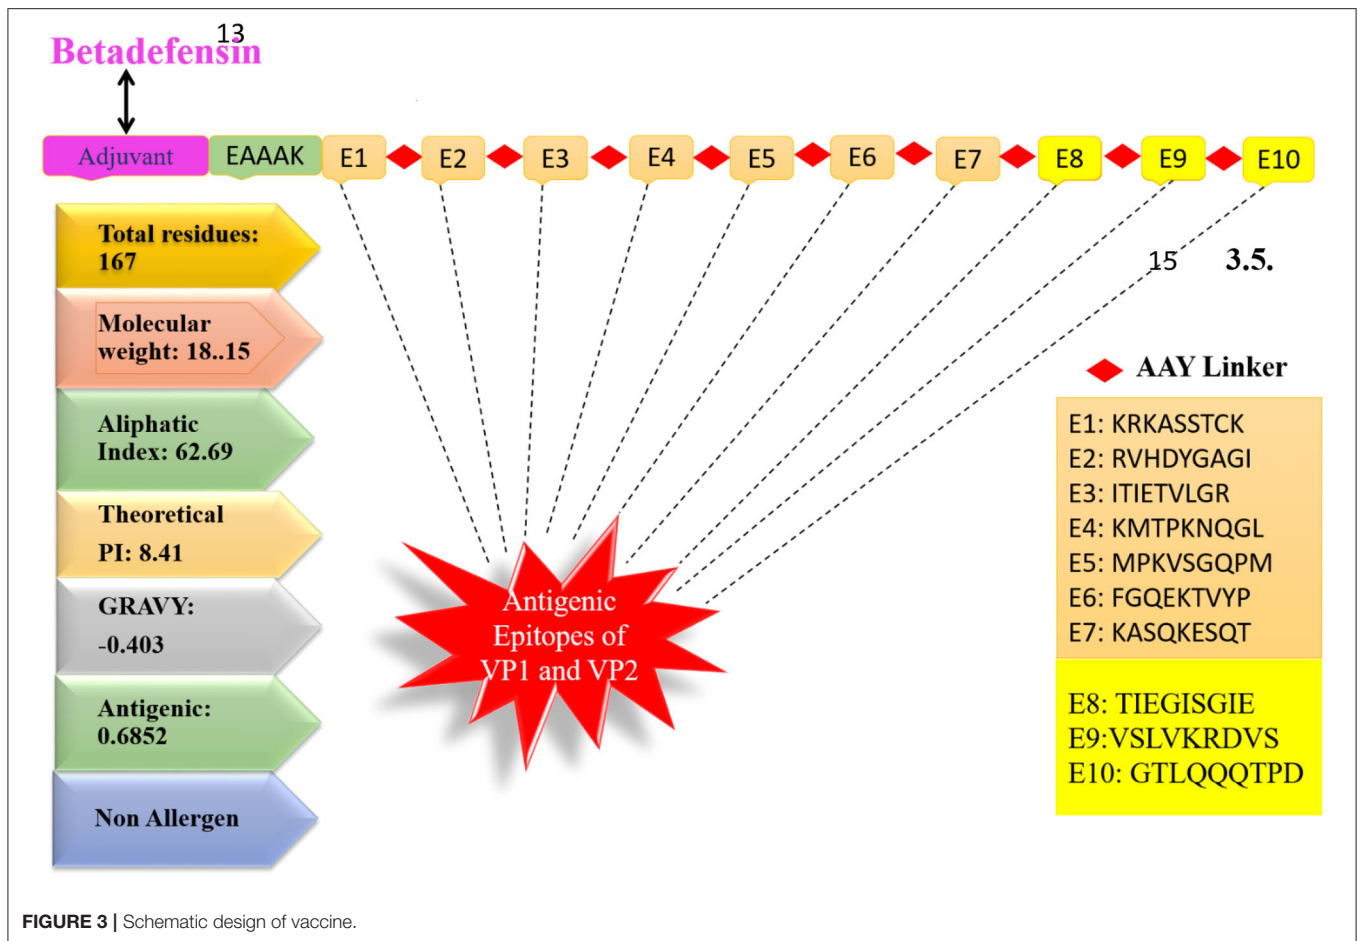 13
Betadefensin
Adjuvant EAAAK E1 E2 E3 E4 E5 E6 E7 E8 E9 E10
Total residues:
167
Molecular
weight: 18..15
Aliphatic
Index: 62.69
Theoretical
PI: 8.41
GRAVY:
-0.403
Antigenic:
0.6852
Non Allergen
Antigenic
Epitopes of
VP1 and VP2
15 3.5.
AAY Linker
E1: KRKASSTCK
E2: RVHDYGAGI
E3: ITIETVLGR
E4: KMTPKNQGL
E5: MPKVSGQPM
E6: FGQEKTVYP
E7: KASQKESQT
E8: TIEGISGIE
E9:VSLVKRDVS
E10: GTLQQQTPD
FIGURE 3 | Schematic design of vaccine.